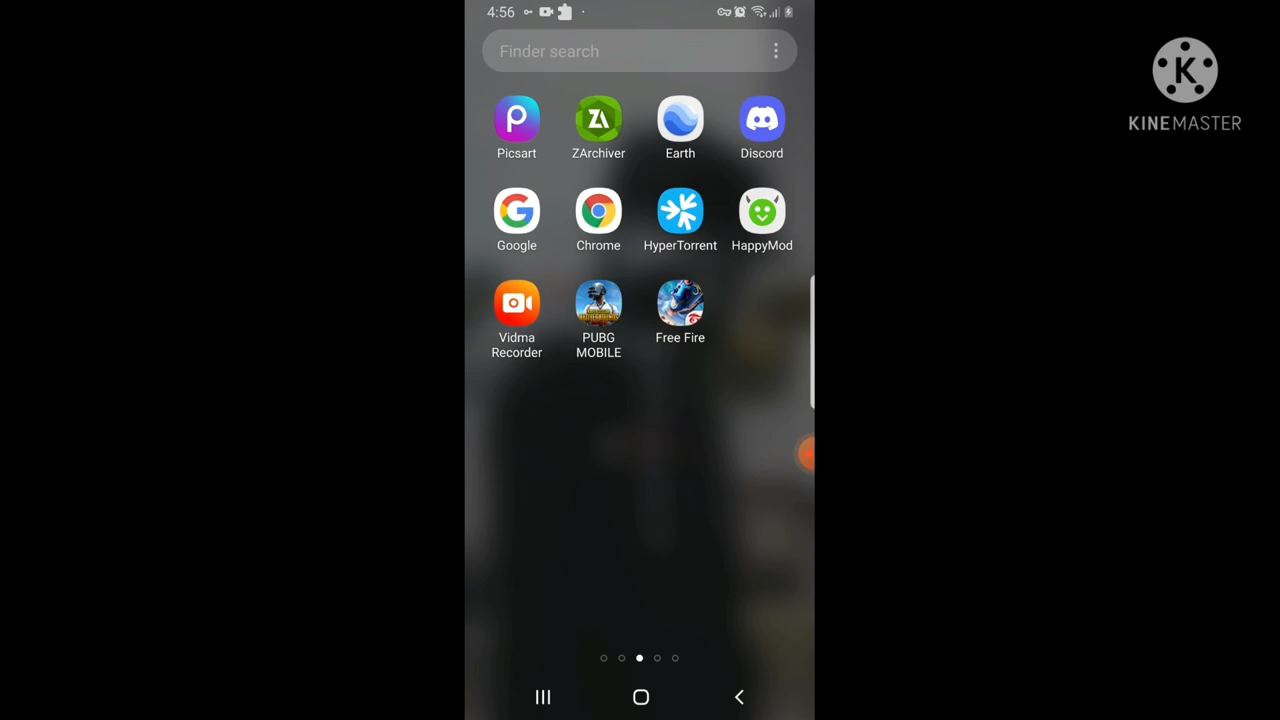 4:56
Finder search
Picsart
ZArchiver
Earth
Discord
Google
Chrome
HyperTorrent
HappyMod
Vidma
Recorder
PUBG
MOBILE
Free Fire
K
KINEMASTER